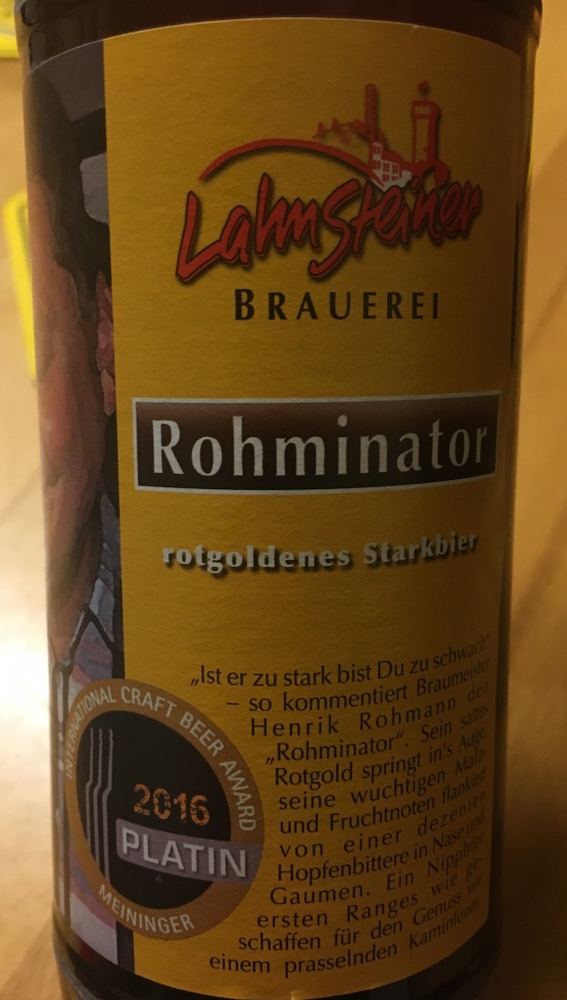 Lahnsteiner
BRAUEREI
Rohminator
rotgoldenes Starkbier
„Ist er zu stark bist Du zu schwach“
– so kommentiert Braumeister
Henrik Rohmann den
„Rohminator“. Sein sattes
Rotgold springt in's Auge,
seine wuchtigen Malz-
und Fruchtnoten flankiert
von einer dezenten
Hopfenbittere in Nase und
Gaumen. Ein Nippbier
ersten Ranges wie ge-
schaffen für den Genuss vor
einem prasselnden Kaminfeuer.
INTERNATIONAL CRAFT BEER AWARD
2016
PLATIN
MEININGER